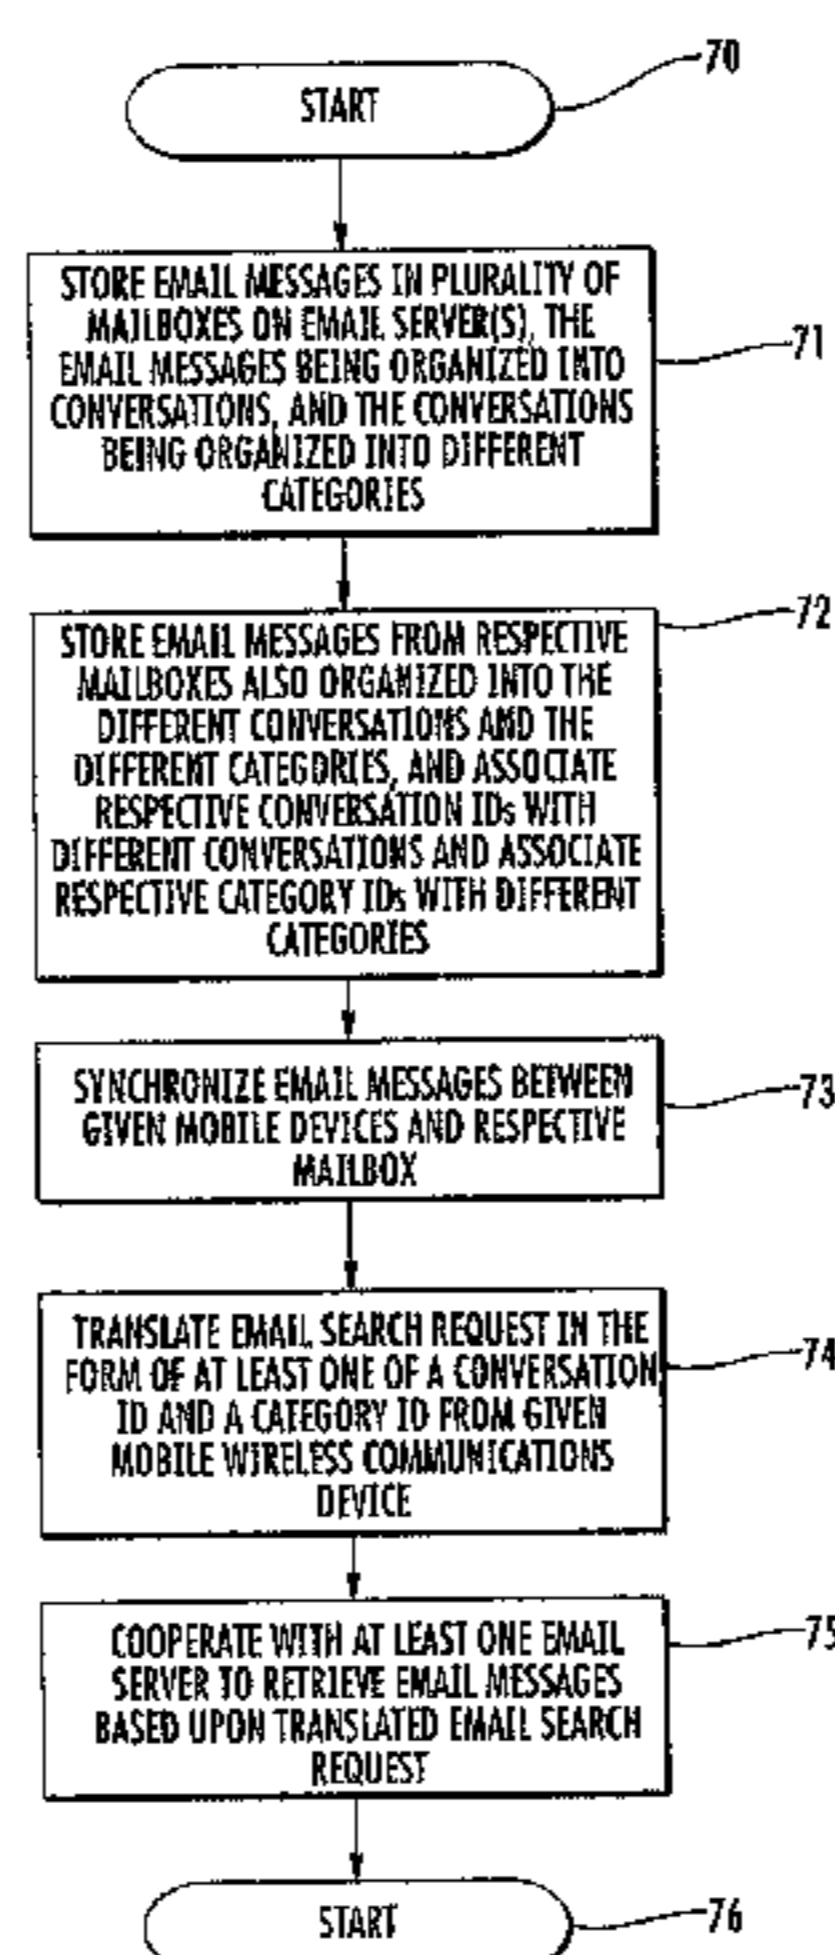 70
START
STORE EMAIL MESSAGES IN PLURALITY OF
MAILBOXES ON EMAIL SERVER(S), THE
EMAIL MESSAGES BEING ORGANIZED INTO
CONVERSATIONS, AND THE CONVERSATIONS
BEING ORGANIZED INTO DIFFERENT
CATEGORIES
71
STORE EMAIL MESSAGES FROM RESPECTIVE
MAILBOXES ALSO ORGANIZED INTO THE
DIFFERENT CONVERSATIONS AND THE
DIFFERENT CATEGORIES, AND ASSOCIATE
RESPECTIVE CONVERSATION IDs WITH
DIFFERENT CONVERSATIONS AND ASSOCIATE
RESPECTIVE CATEGORY IDs WITH DIFFERENT
CATEGORIES
72
SYNCHRONIZE EMAIL MESSAGES BETWEEN
GIVEN MOBILE DEVICES AND RESPECTIVE
MAILBOX
73
TRANSLATE EMAIL SEARCH REQUEST IN THE
FORM OF AT LEAST ONE OF A CONVERSATION
ID AND A CATEGORY ID FROM GIVEN
MOBILE WIRELESS COMMUNICATIONS
DEVICE
74
COOPERATE WITH AT LEAST ONE EMAIL
SERVER TO RETRIEVE EMAIL MESSAGES
BASED UPON TRANSLATED EMAIL SEARCH
REQUEST
75
START
76